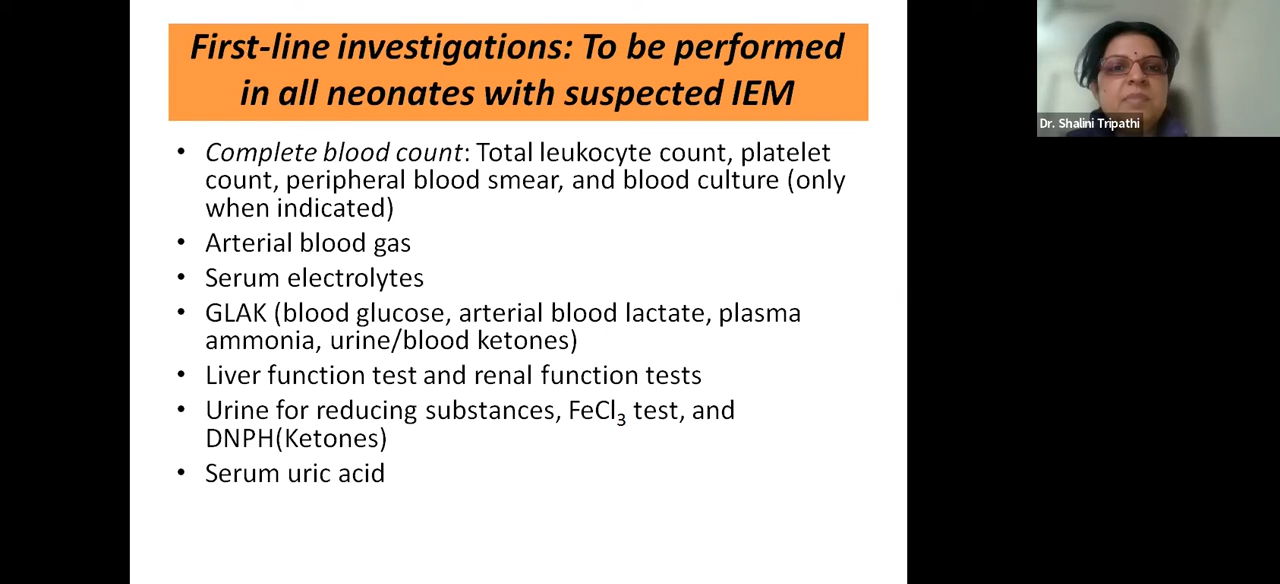 First-line investigations: To be performed
in all neonates with suspected IEM
• Complete blood count: Total leukocyte count, platelet
count, peripheral blood smear, and blood culture (only
when indicated)
• Arterial blood gas
• Serum electrolytes
• GLAK (blood glucose, arterial blood lactate, plasma
ammonia, urine/blood ketones)
• Liver function test and renal function tests
• Urine for reducing substances, FeCl₃ test, and
DNPH(Ketones)
• Serum uric acid
Dr. Shalini Tripathi